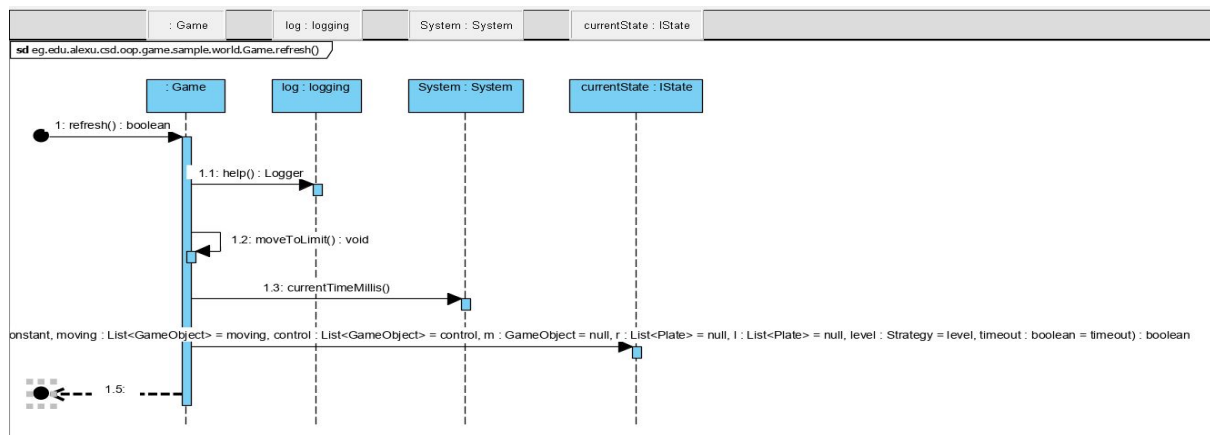 : Game
log : logging
System : System
currentState : IState
sd eg.edu.alexu.csd.oop.game.sample.world.Game.refresh()
: Game
log : logging
System : System
currentState : IState
1: refresh() : boolean
1.1: help() : Logger
1.2: moveToLimit() : void
1.3: currentTimeMillis()
onstant, moving : List<GameObject> = moving, control : List<GameObject> = control, m : GameObject = null, r : List<Plate> = null, l : List<Plate> = null, level : Strategy = level, timeout : boolean = timeout) : boolean
1.5: